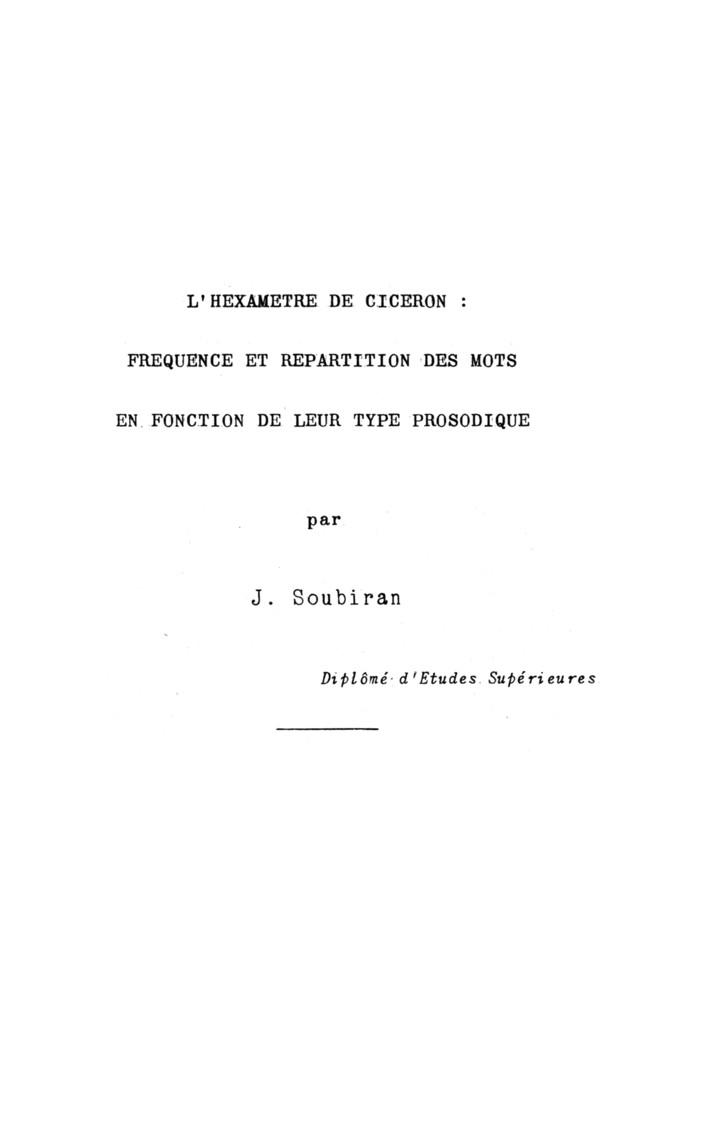 L'HEXAMETRE DE CICERON :
FREQUENCE ET REPARTITION DES MOTS
EN FONCTION DE LEUR TYPE PROSODIQUE
par
J. Soubiran
Diplômé d'Etudes Supérieures